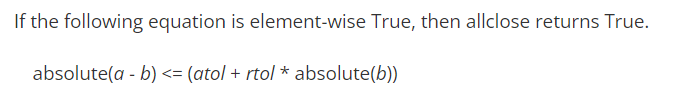 If the following equation is element-wise True, then allclose returns True.
absolute(a - b) <= (atol + rtol * absolute(b))